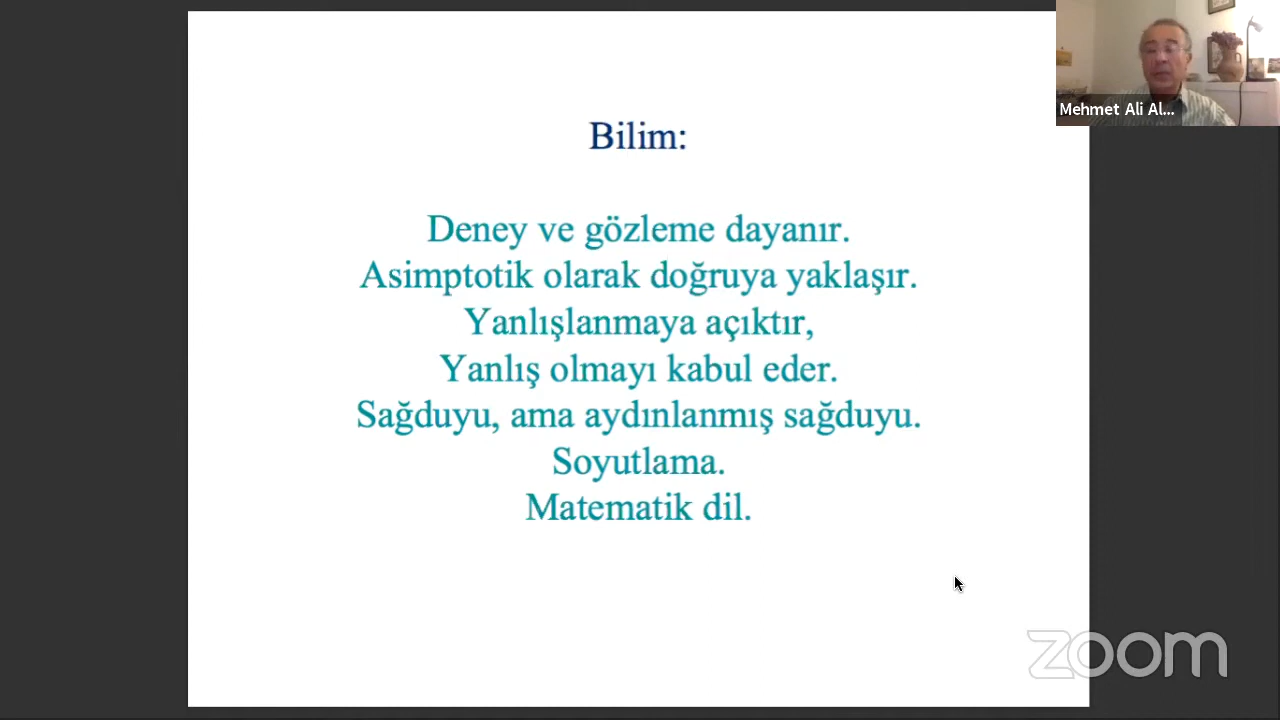 Mehmet Ali Al...
Bilim:
Deney ve gözleme dayanır.
Asimptotik olarak doğruya yaklaşır.
Yanlışlanmaya açıktır,
Yanlış olmayı kabul eder.
Sağduyu, ama aydınlanmış sağduyu.
Soyutlama.
Matematik dil.
zoom